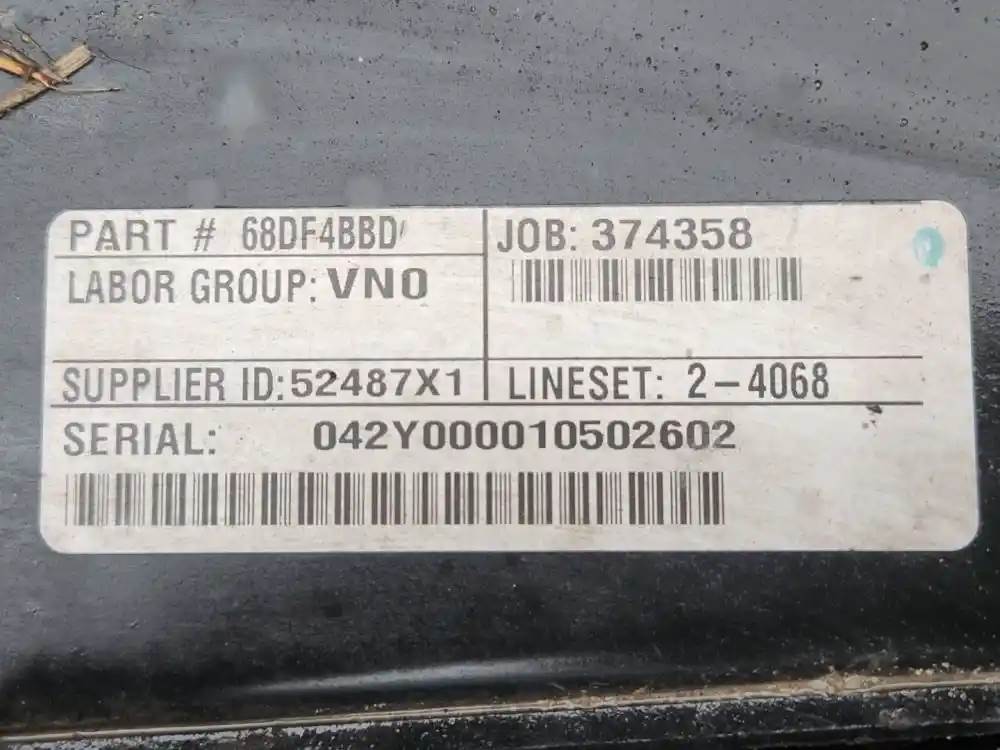 PART # 68DF4BBD
JOB: 374358
LABOR GROUP: VNO
SUPPLIER ID: 52487X1
LINESET: 2-4068
SERIAL: 042Y000010502602